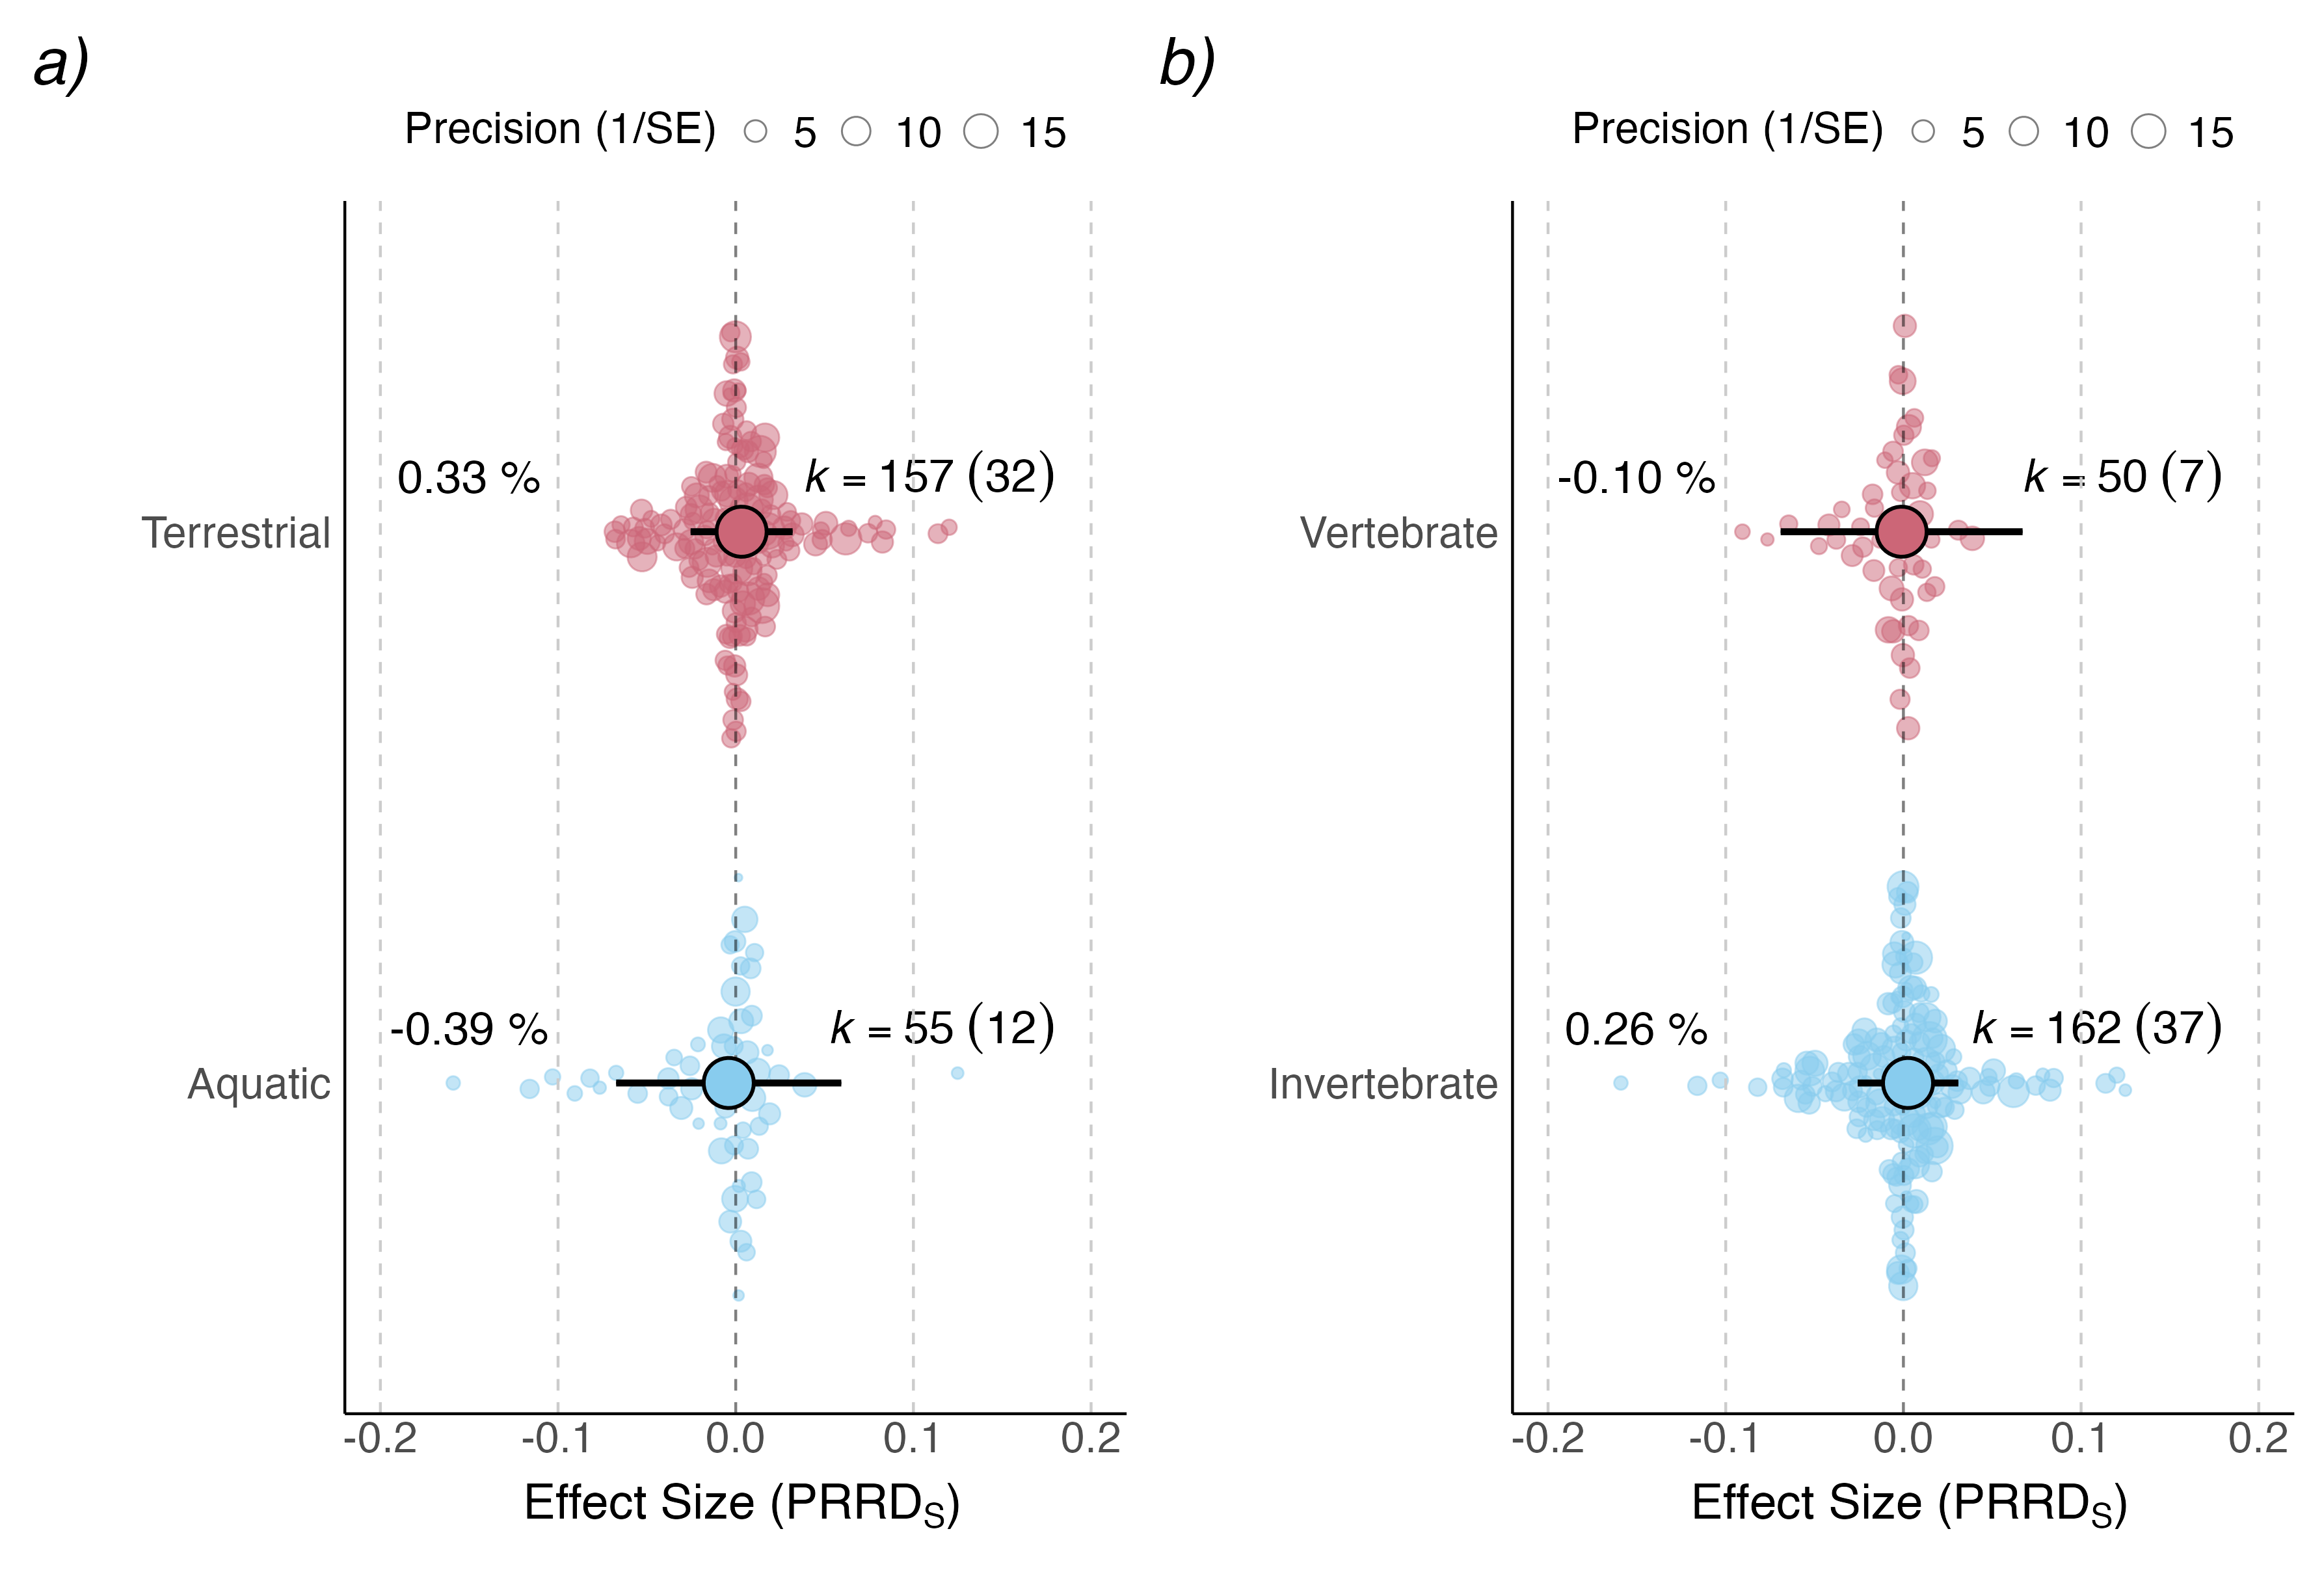 a)
Precision (1/SE) 5 10 15
0.33 %
k = 157 (32)
Terrestrial
-0.39 %
k = 55 (12)
Aquatic
-0.2 -0.1 0.0 0.1 0.2
Effect Size (PRRDS)
b)
Precision (1/SE) 5 10 15
-0.10 %
k = 50 (7)
Vertebrate
0.26 %
k = 162 (37)
Invertebrate
-0.2 -0.1 0.0 0.1 0.2
Effect Size (PRRDS)